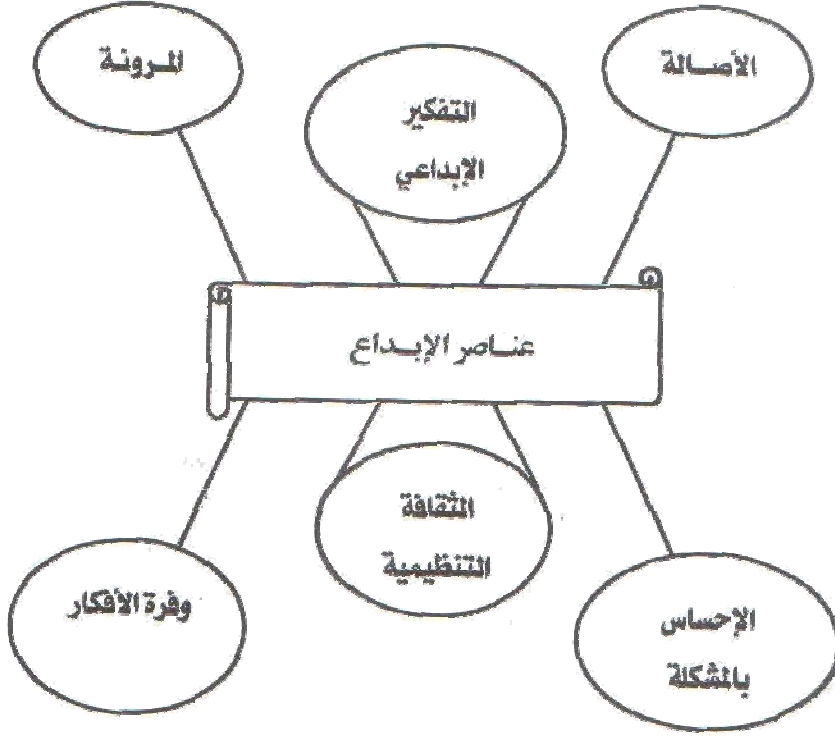 الأصالة
التفكير
الإبداعي
المرونة
عناصر الإبداع
الإحساس
بالمشكلة
الثقافة
التنظيمية
وفرة الأفكار